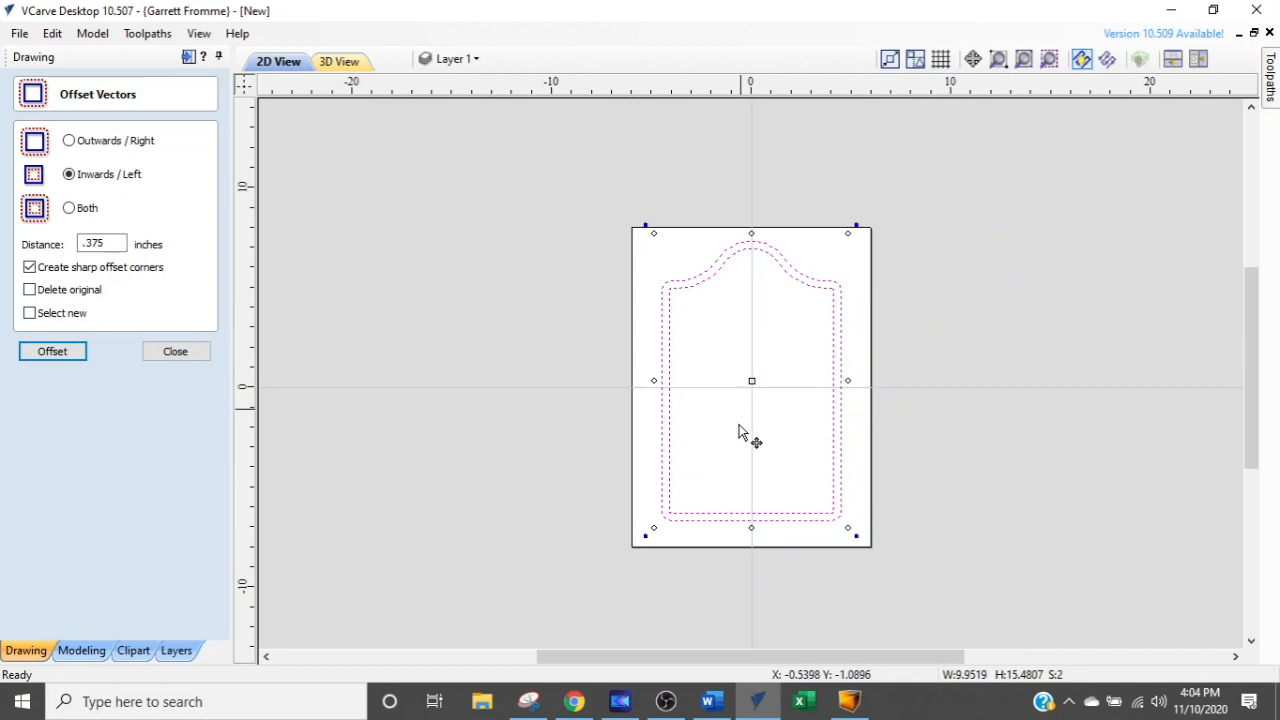 VCarve Desktop 10.507 - {Garrett Fromme} - [New]
File Edit Model Toolpaths View Help
Version 10.509 Available!
Drawing
?
2D View
3D View
Layer 1
Toolpaths
-20
-10
0
10
20
Offset Vectors
Outwards / Right
Inwards / Left
Both
Distance: .375 inches
Create sharp offset corners
Delete original
Select new
Offset
Close
10
0
-10
Drawing
Modeling
Clipart
Layers
Ready
X: -0.5398 Y: -1.0896
W:9.9519 H:15.4807 S:2
Type here to search
4:04 PM
11/10/2020